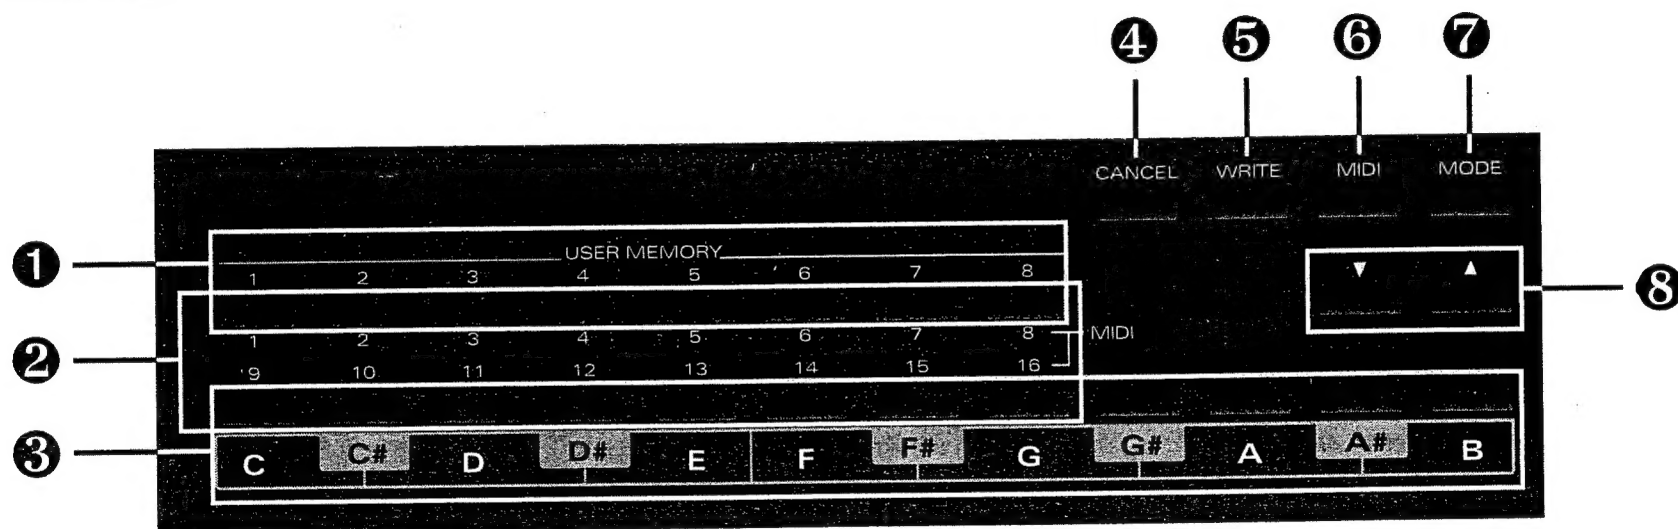 4 5 6 7
CANCEL WRITE MIDI MODE
1 USER MEMORY
1 2 3 4 5 6 7 8 ▼ ▲ 8
2 1 2 3 4 5 6 7 8 MIDI
9 10 11 12 13 14 15 16
3 C C# D D# E F F# G G# A A# B